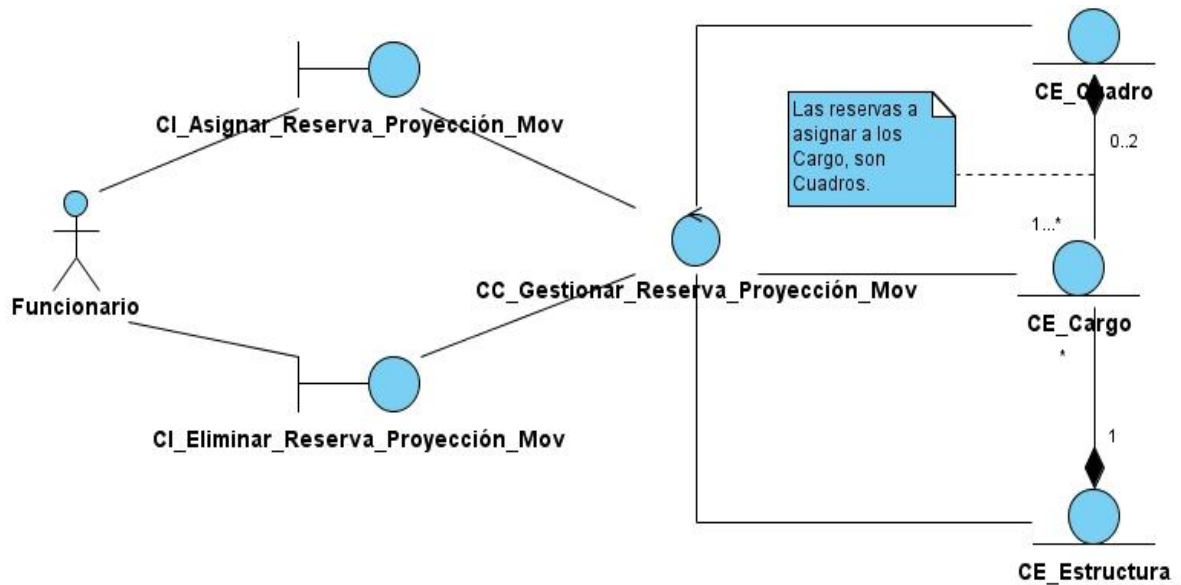 CE_Cuadro
CI_Asignar_Reserva_Proyección_Mov
Las reservas a
asignar a los
Cargo, son
Cuadros.
0..2
1...*
Funcionario
CC_Gestionar_Reserva_Proyección_Mov
CE_Cargo
*
CI_Eliminar_Reserva_Proyección_Mov
1
CE_Estructura